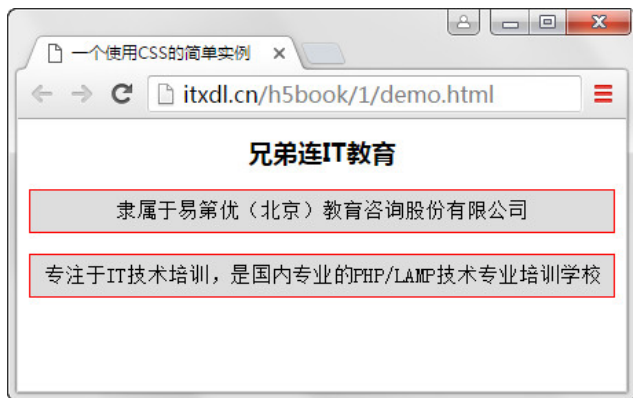 一个使用CSS的简单实例
itxdl.cn/h5book/1/demo.html
兄弟连IT教育
隶属于易第优（北京）教育咨询股份有限公司
专注于IT技术培训，是国内专业的PHP/LAMP技术专业培训学校